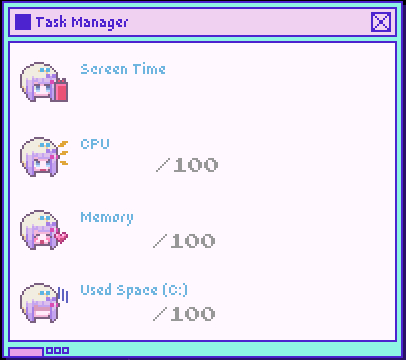 Task Manager
Screen Time
CPU
/100
Memory
/100
Used Space (C:)
/100